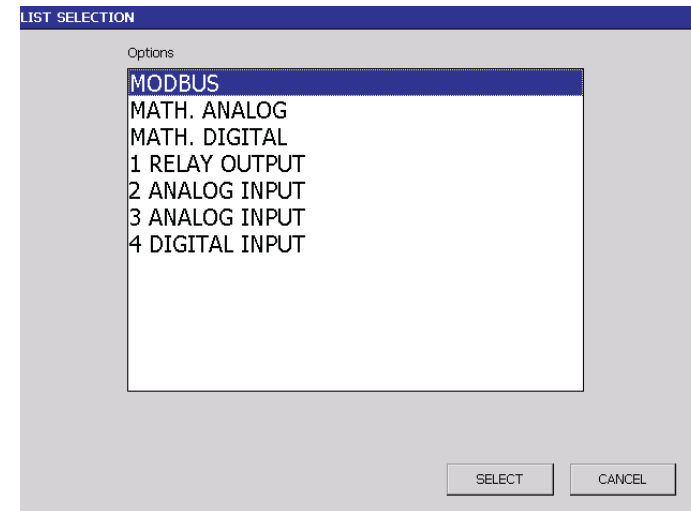 LIST SELECTION
Options
MODBUS
MATH. ANALOG
MATH. DIGITAL
1 RELAY OUTPUT
2 ANALOG INPUT
3 ANALOG INPUT
4 DIGITAL INPUT
SELECT
CANCEL